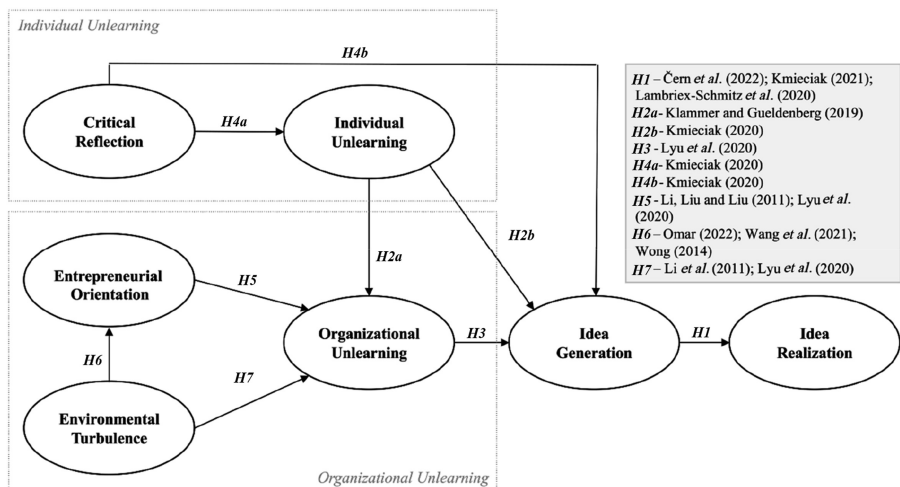 Individual Unlearning
H4b
Critical
Reflection
H4a
Individual
Unlearning
H2a
H2b
Entrepreneurial
Orientation
H5
H6
Organizational
Unlearning
H3
Idea
Generation
H1
Idea
Realization
H7
Environmental
Turbulence
Organizational Unlearning
H1 – Čern et al. (2022); Kmieciak (2021);
Lambriex-Schmitz et al. (2020)
H2a- Klammer and Gueldenberg (2019)
H2b- Kmieciak (2020)
H3- Lyu et al. (2020)
H4a- Kmieciak (2020)
H4b- Kmieciak (2020)
H5 - Li, Liu and Liu (2011); Lyu et al.
(2020)
H6 – Omar (2022); Wang et al. (2021);
Wong (2014)
H7 – Li et al. (2011); Lyu et al. (2020)